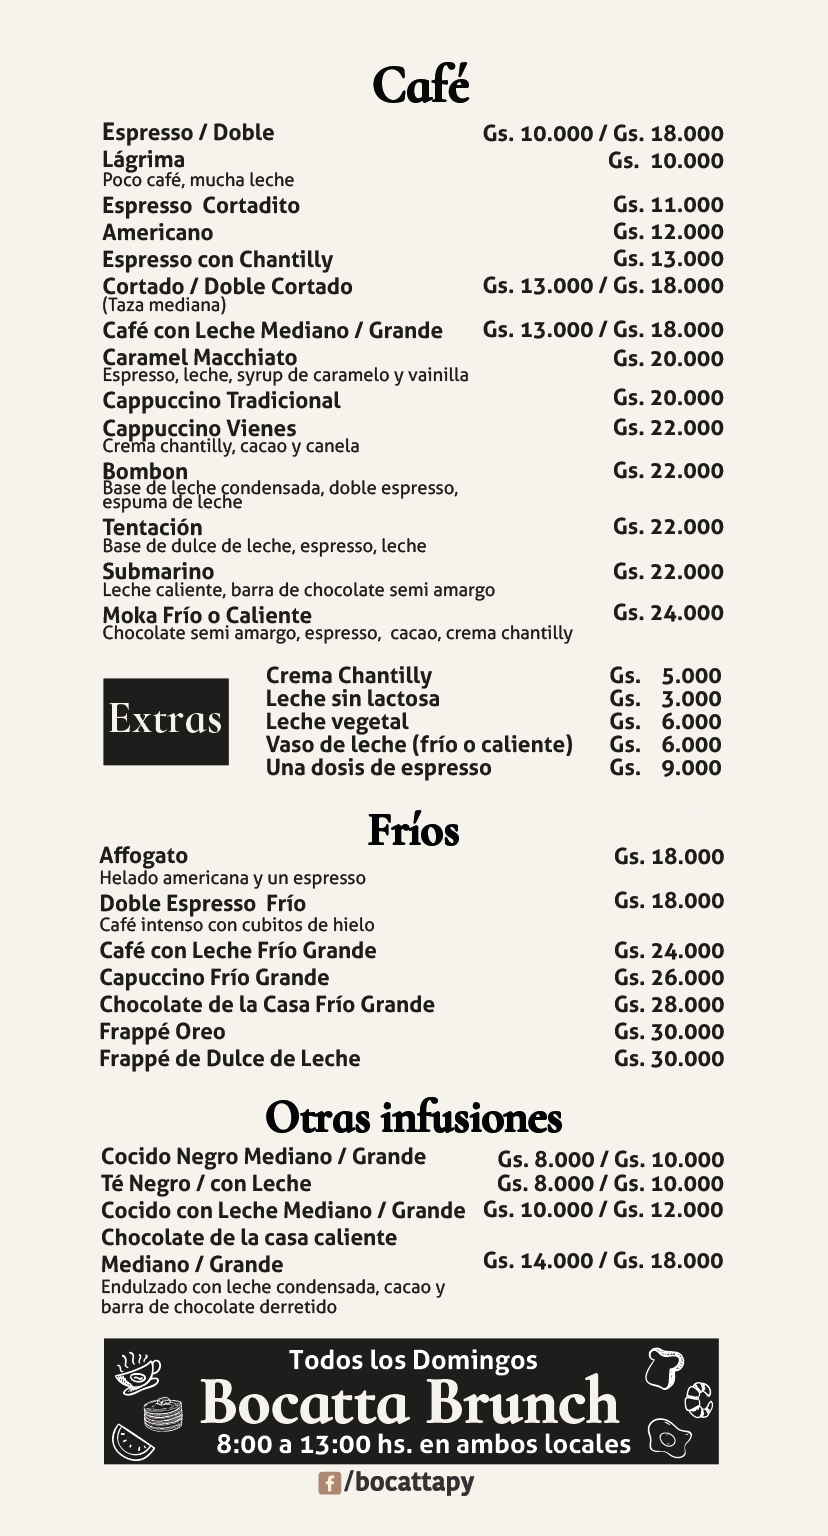 Café
Espresso / Doble Gs. 10.000 / Gs. 18.000
Lágrima Gs. 10.000
Poco café, mucha leche
Espresso Cortadito Gs. 11.000
Americano Gs. 12.000
Espresso con Chantilly Gs. 13.000
Cortado / Doble Cortado Gs. 13.000 / Gs. 18.000
(Taza mediana)
Café con Leche Mediano / Grande Gs. 13.000 / Gs. 18.000
Caramel Macchiato Gs. 20.000
Espresso, leche, syrup de caramelo y vainilla
Cappuccino Tradicional Gs. 20.000
Cappuccino Vienes Gs. 22.000
Crema chantilly, cacao y canela
Bombon Gs. 22.000
Base de leche condensada, doble espresso,
espuma de leche
Tentación Gs. 22.000
Base de dulce de leche, espresso, leche
Submarino Gs. 22.000
Leche caliente, barra de chocolate semi amargo
Moka Frío o Caliente Gs. 24.000
Chocolate semi amargo, espresso, cacao, crema chantilly
Extras
Crema Chantilly Gs. 5.000
Leche sin lactosa Gs. 3.000
Leche vegetal Gs. 6.000
Vaso de leche (frío o caliente) Gs. 6.000
Una dosis de espresso Gs. 9.000
Fríos
Affogato Gs. 18.000
Helado americana y un espresso
Doble Espresso Frío Gs. 18.000
Café intenso con cubitos de hielo
Café con Leche Frío Grande Gs. 24.000
Capuccino Frío Grande Gs. 26.000
Chocolate de la Casa Frío Grande Gs. 28.000
Frappé Oreo Gs. 30.000
Frappé de Dulce de Leche Gs. 30.000
Otras infusiones
Cocido Negro Mediano / Grande Gs. 8.000 / Gs. 10.000
Té Negro / con Leche Gs. 8.000 / Gs. 10.000
Cocido con Leche Mediano / Grande Gs. 10.000 / Gs. 12.000
Chocolate de la casa caliente
Mediano / Grande Gs. 14.000 / Gs. 18.000
Endulzado con leche condensada, cacao y
barra de chocolate derretido
Todos los Domingos
Bocatta Brunch
8:00 a 13:00 hs. en ambos locales
f/bocattapy